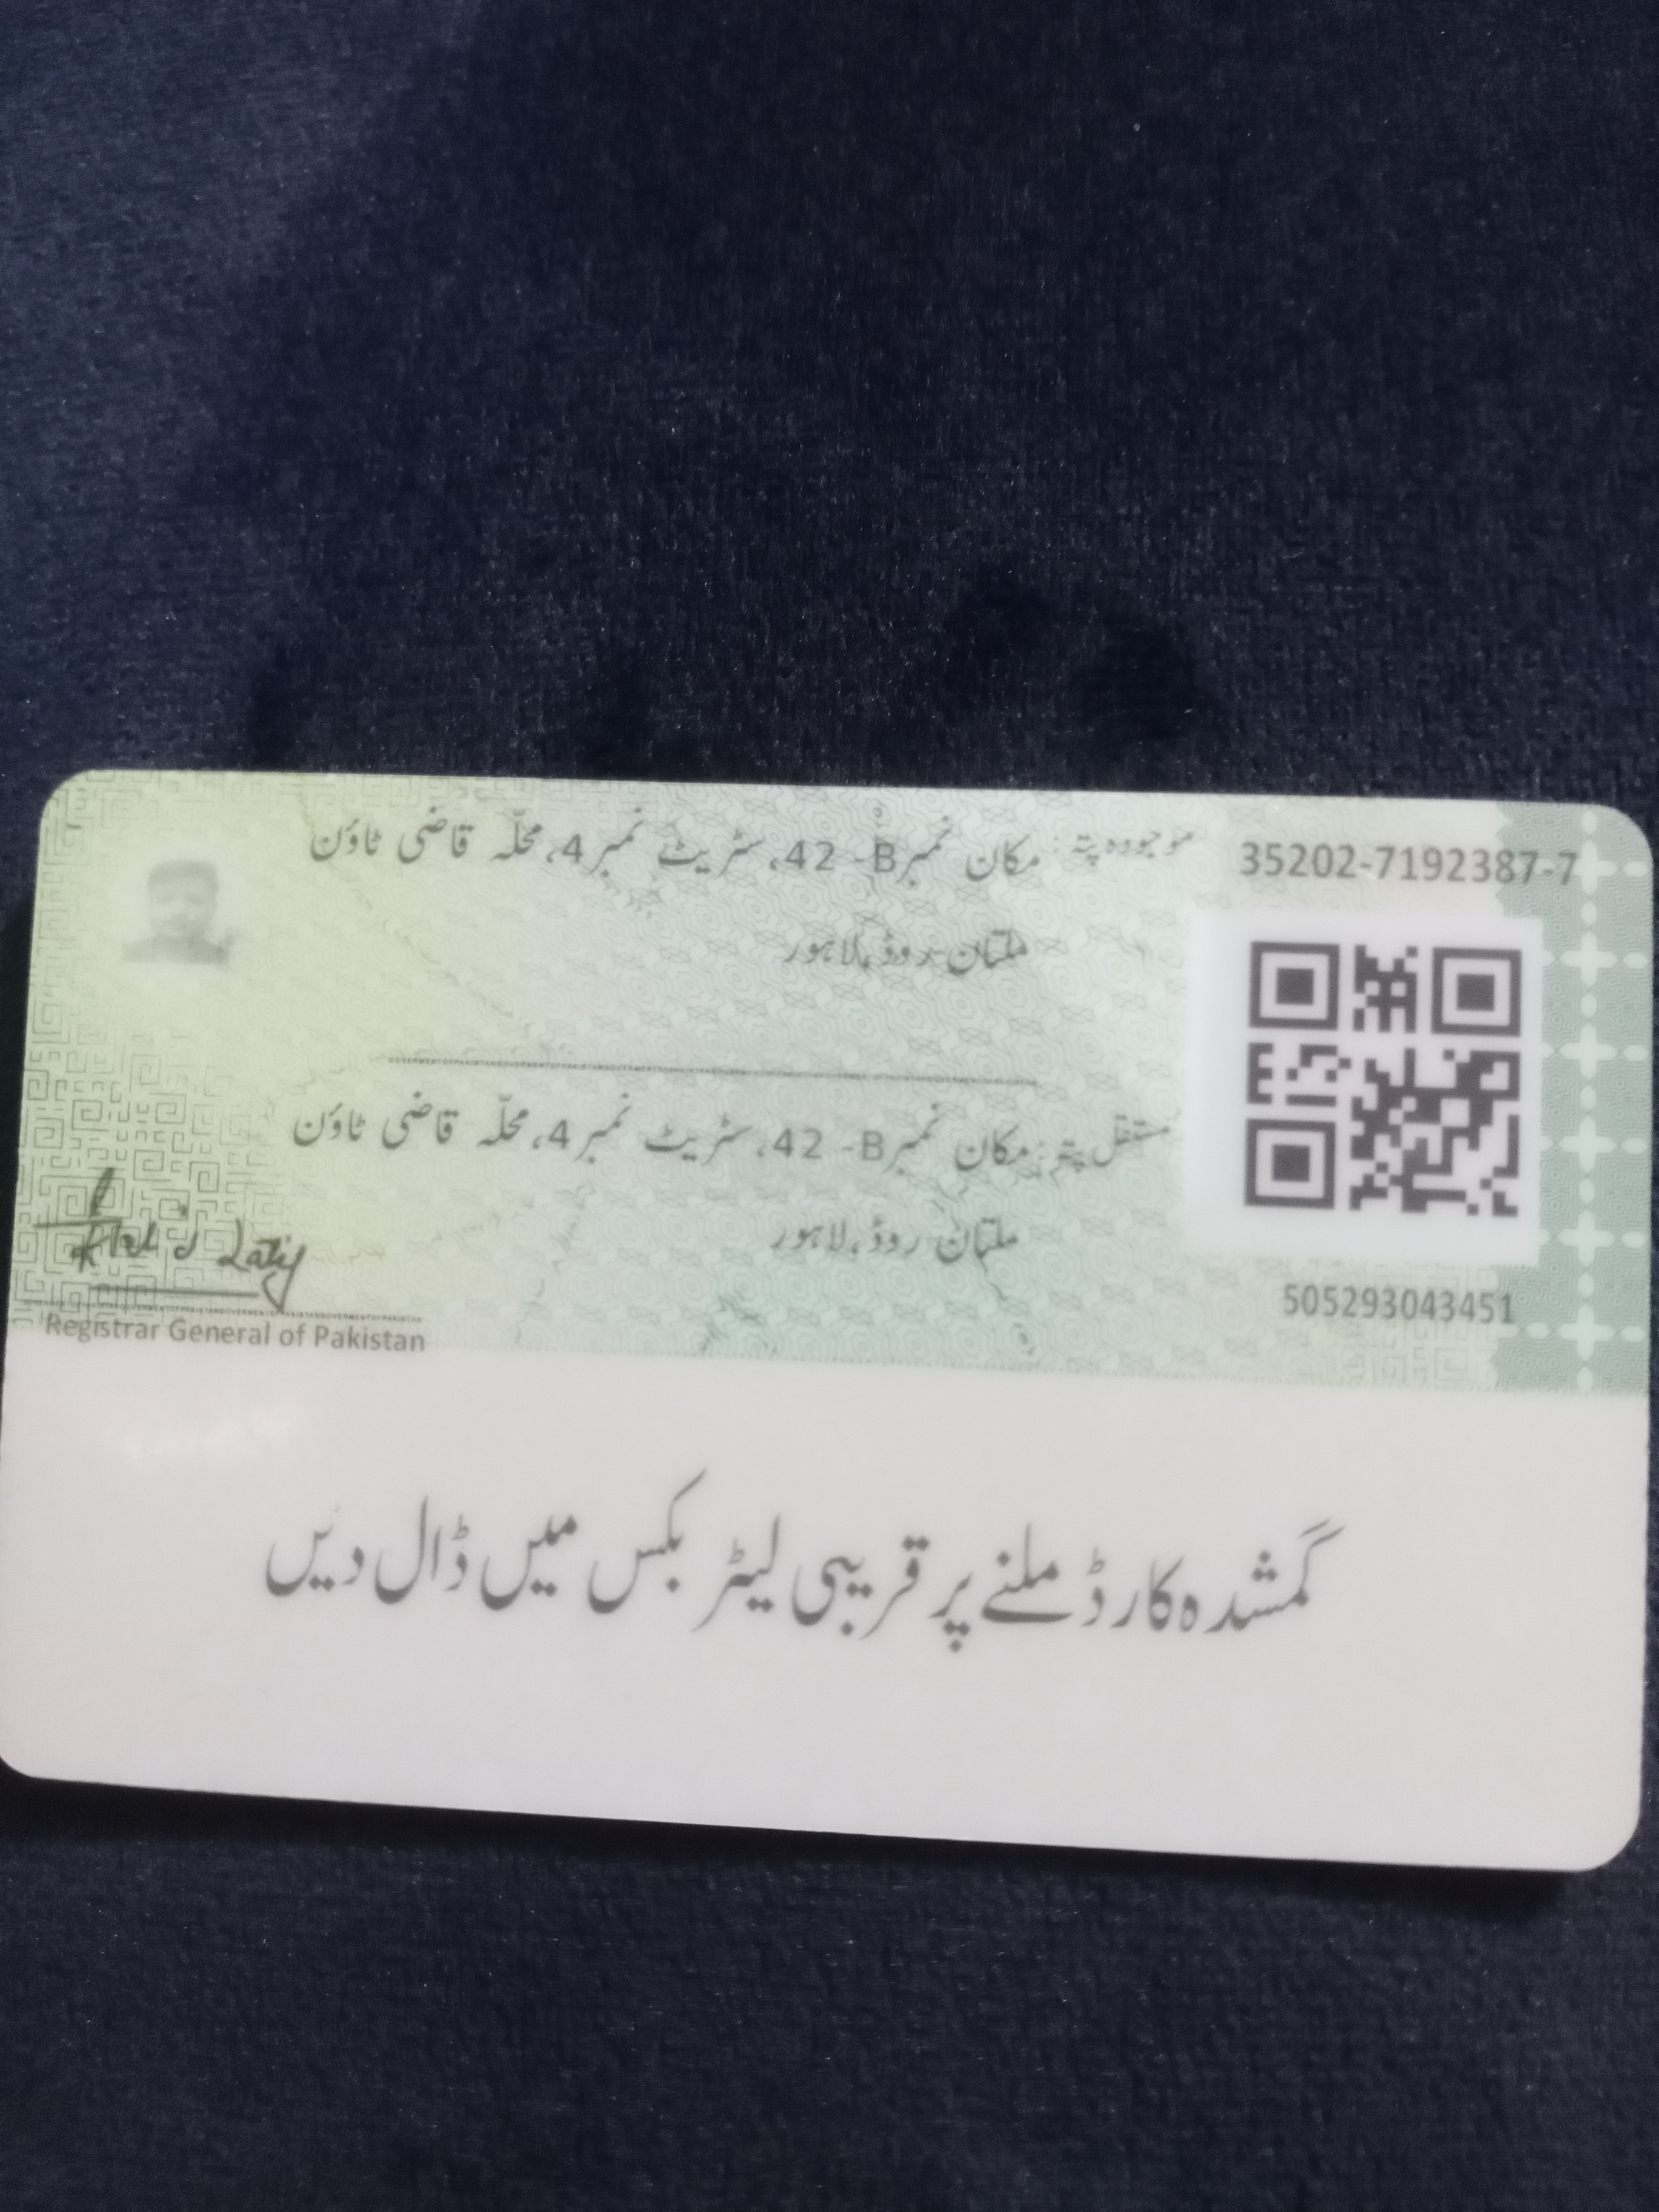 35202-7192387-7
موجودہ پتہ: مکان نمبر B- 42، سٹریٹ نمبر 4، محلّہ قاضی ٹاؤن
ملتان روڈ، لاہور
مستقل پتہ: مکان نمبر B- 42، سٹریٹ نمبر 4، محلّہ قاضی ٹاؤن
ملتان روڈ، لاہور
505293043451
Registrar General of Pakistan
گمشدہ کارڈ ملنے پر قریبی لیٹر بکس میں ڈال دیں